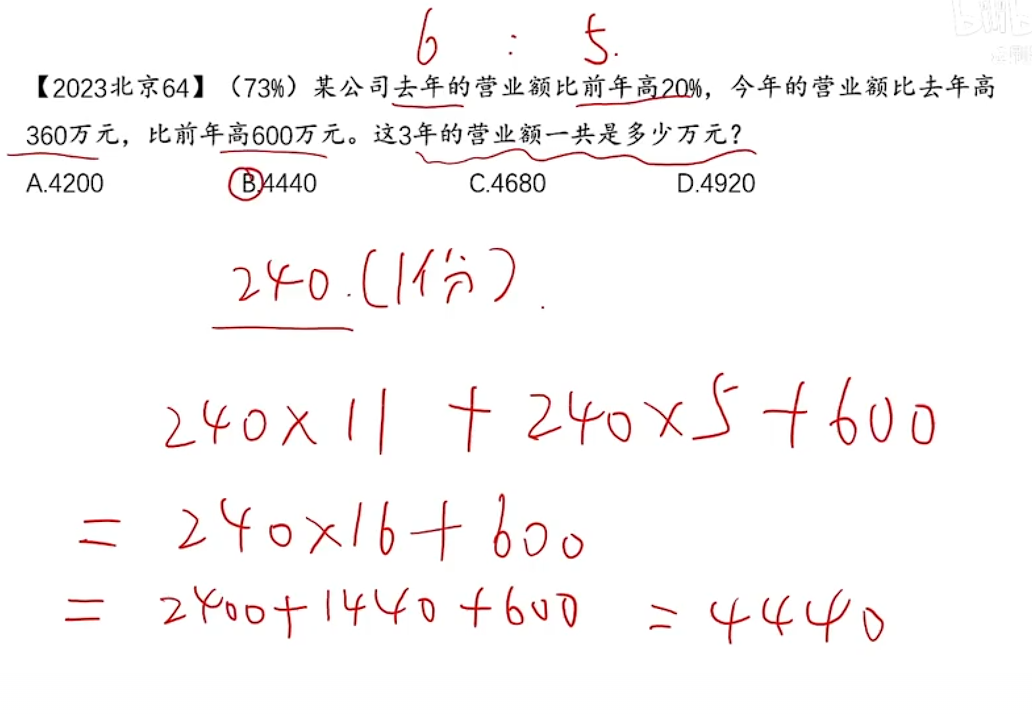 6 : 5.
【2023北京64】（73%）某公司去年的营业额比前年高20%，今年的营业额比去年高
360万元，比前年高600万元。这3年的营业额一共是多少万元？
A.4200 B.4440 C.4680 D.4920
240.(1份).
240×11 + 240×5+600
= 240×16+600
= 2400+1440+600 = 4440